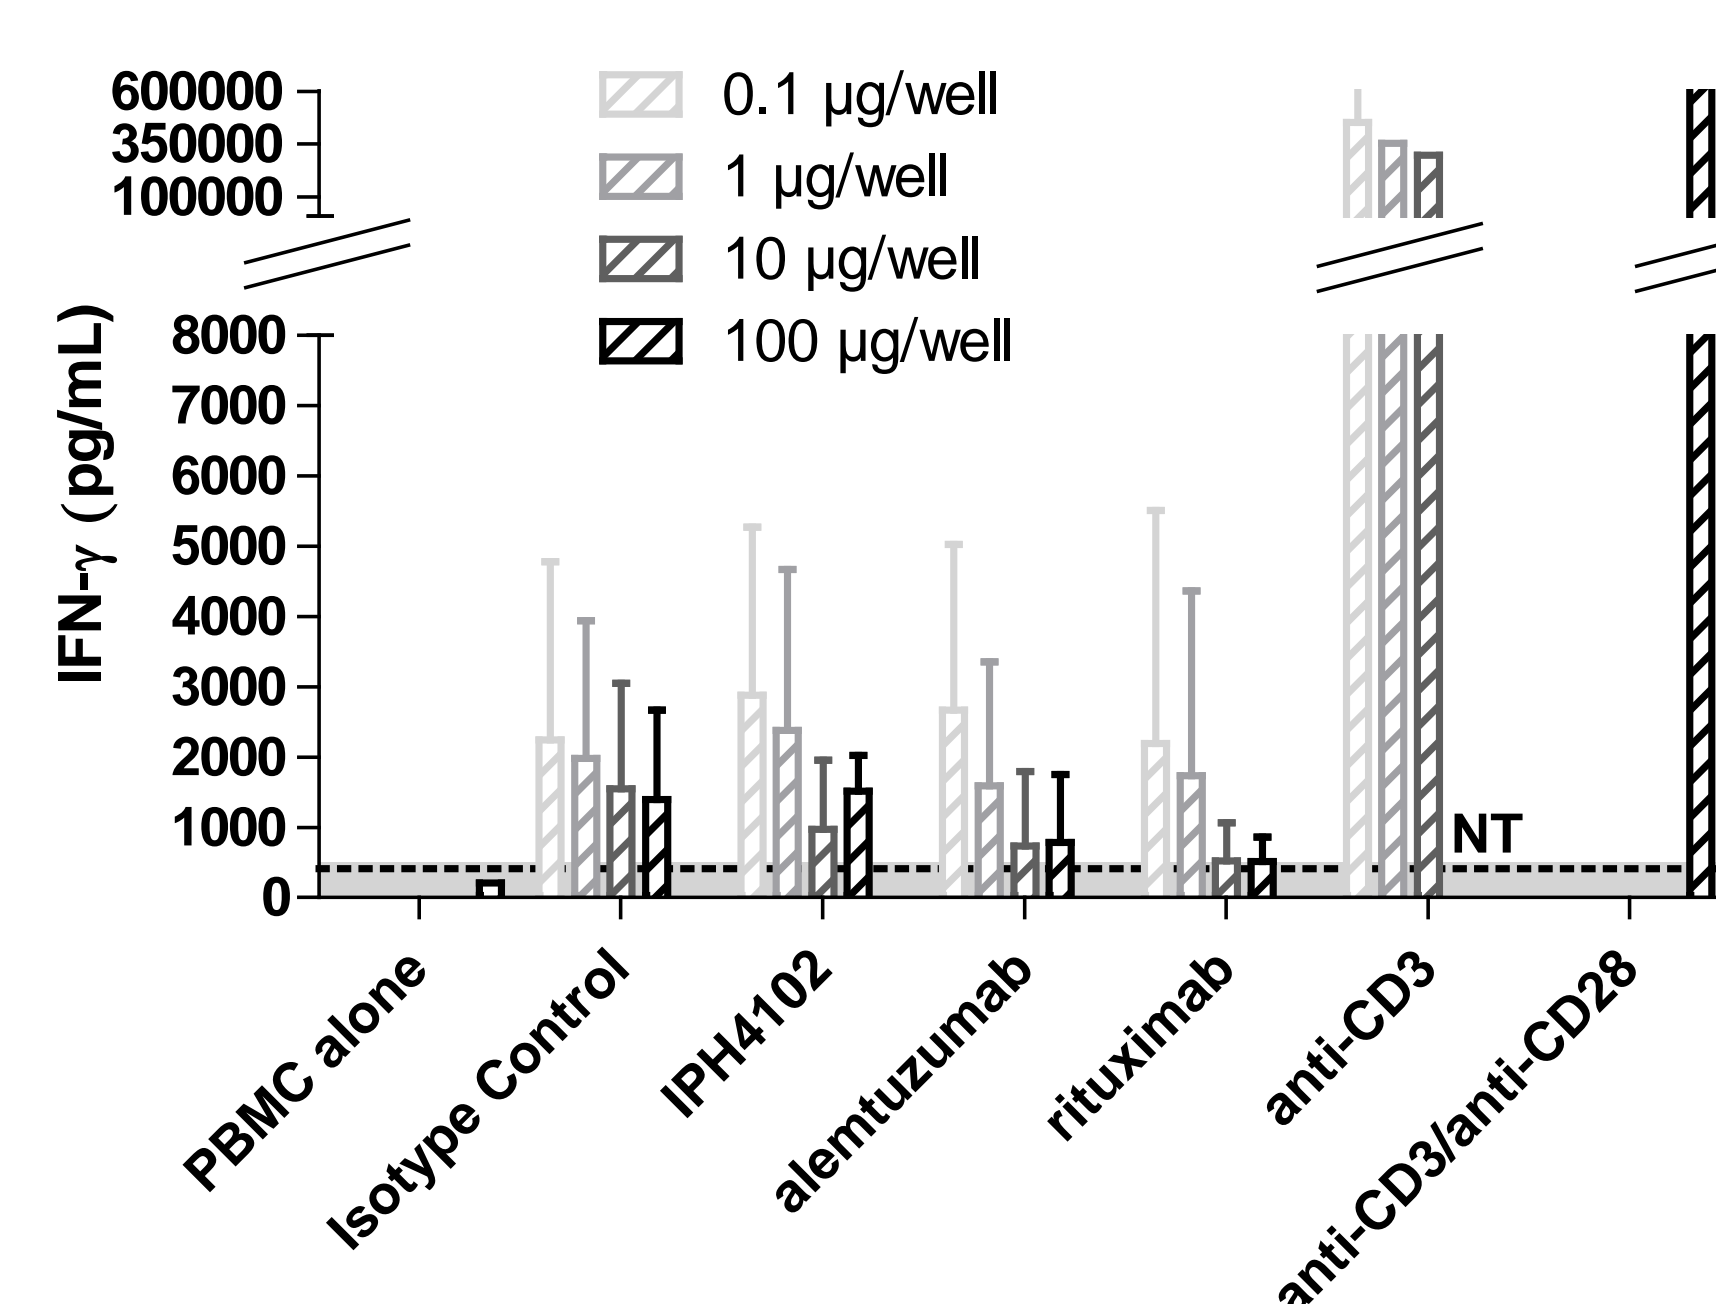 600000
350000
100000
0.1 µg/well
1 µg/well
10 µg/well
100 µg/well
IFN-γ (pg/mL)
8000
7000
6000
5000
4000
3000
2000
1000
0
NT
PBMC alone
Isotype Control
IPH4102
alemtuzumab
rituximab
anti-CD3
anti-CD3/anti-CD28